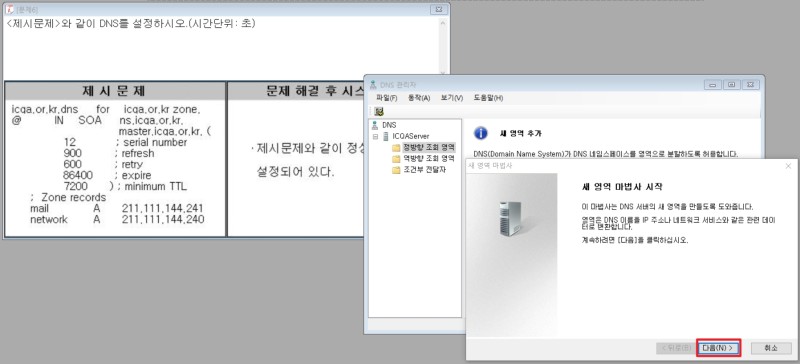 [문제6]
<제시문제>와 같이 DNS를 설정하시오.(시간단위: 초)
제 시 문 제
문제 해결 후 시스
icqa.or.kr.dns for icqa.or.kr zone.
@ IN SOA ns.icqa.or.kr.
master.icqa.or.kr. (
12 ; serial number
900 ; refresh
600 ; retry
86400 ; expire
7200 ) ; minimum TTL
; Zone records
mail A 211.111.144.241
network A 211.111.144.240
·제시문제와 같이 정상
설정되어 있다.
DNS 관리자
파일(F) 동작(A) 보기(V) 도움말(H)
DNS
ICQAServer
정방향 조회 영역
역방향 조회 영역
조건부 전달자
새 영역 추가
DNS(Domain Name System)가 DNS 네임스페이스를 영역으로 분할하도록 허용합니다.
새 영역 마법사
새 영역 마법사 시작
이 마법사는 DNS 서버의 새 영역을 만들도록 도와줍니다.
영역은 DNS 이름을 IP 주소나 네트워크 서비스와 같은 관련 데이
터로 변환합니다.
계속하려면 [다음]을 클릭하십시오.
< 뒤로(B) 다음(N) > 취소